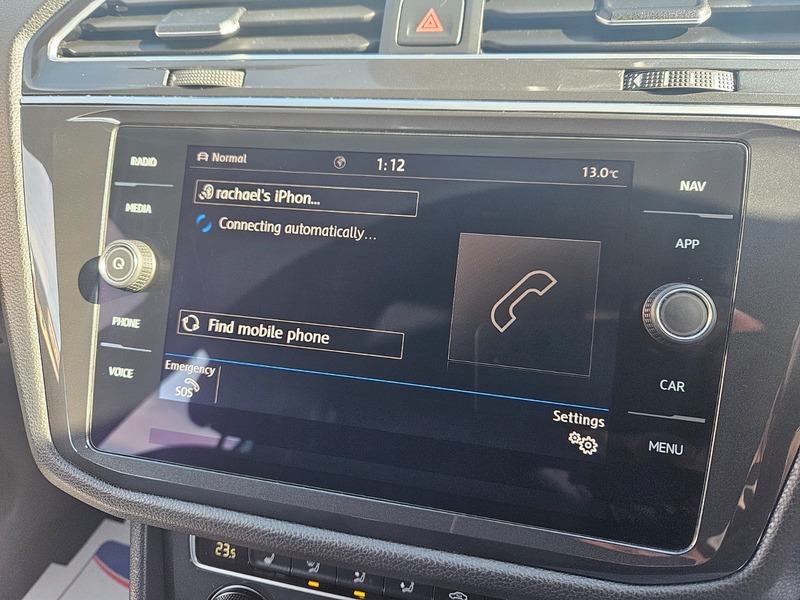 RADIO
MEDIA
PHONE
VOICE
Normal
1:12
13.0°C
rachael's iPhon...
Connecting automatically...
Find mobile phone
Emergency
SOS
Settings
NAV
APP
CAR
MENU
23.5